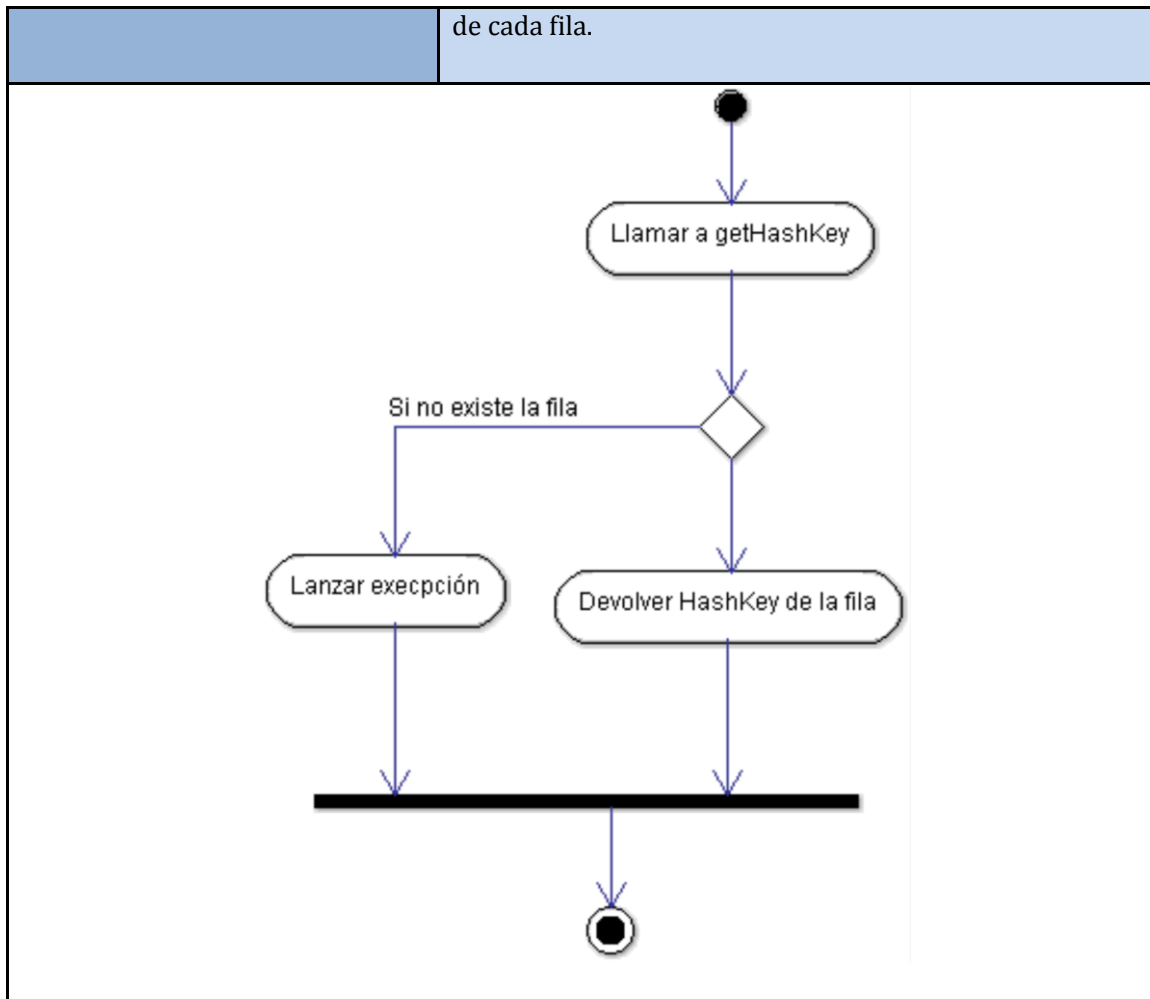 de cada fila.
Llamar a getHashKey
Si no existe la fila
Lanzar execpción
Devolver HashKey de la fila